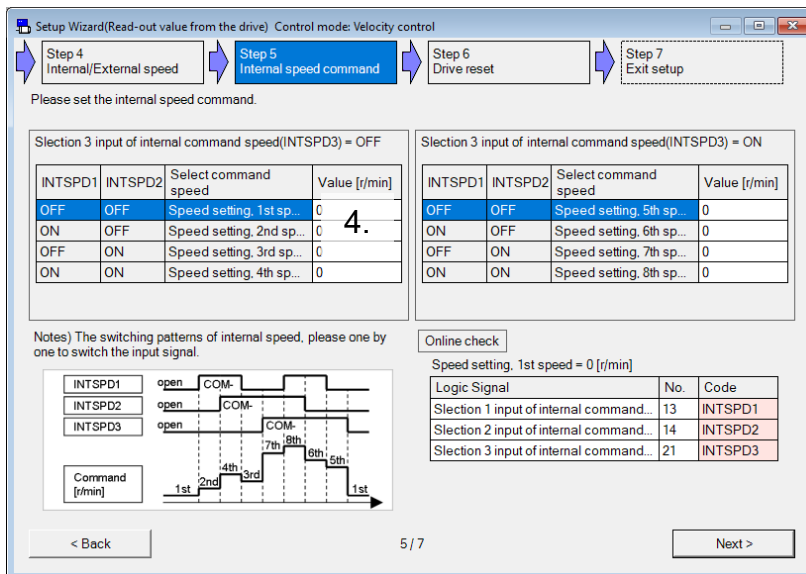 Setup Wizard(Read-out value from the drive) Control mode: Velocity control
Step 4
Internal/External speed
Step 5
Internal speed command
Step 6
Drive reset
Step 7
Exit setup
Please set the internal speed command.
Slection 3 input of internal command speed(INTSPD3) = OFF
INTSPD1 INTSPD2 Select command speed Value [r/min]
OFF OFF Speed setting, 1st sp... 0
ON OFF Speed setting, 2nd sp... 0
OFF ON Speed setting, 3rd sp... 0
ON ON Speed setting, 4th sp... 0
4.
Slection 3 input of internal command speed(INTSPD3) = ON
INTSPD1 INTSPD2 Select command speed Value [r/min]
OFF OFF Speed setting, 5th sp... 0
ON OFF Speed setting, 6th sp... 0
OFF ON Speed setting, 7th sp... 0
ON ON Speed setting, 8th sp... 0
Notes) The switching patterns of internal speed, please one by
one to switch the input signal.
INTSPD1 open COM-
INTSPD2 open COM-
INTSPD3 open COM-
Command
[r/min]
1st 2nd 4th 3rd 7th 8th 6th 5th 1st
Online check
Speed setting, 1st speed = 0 [r/min]
Logic Signal No. Code
Slection 1 input of internal command... 13 INTSPD1
Slection 2 input of internal command... 14 INTSPD2
Slection 3 input of internal command... 21 INTSPD3
< Back
5 / 7
Next >